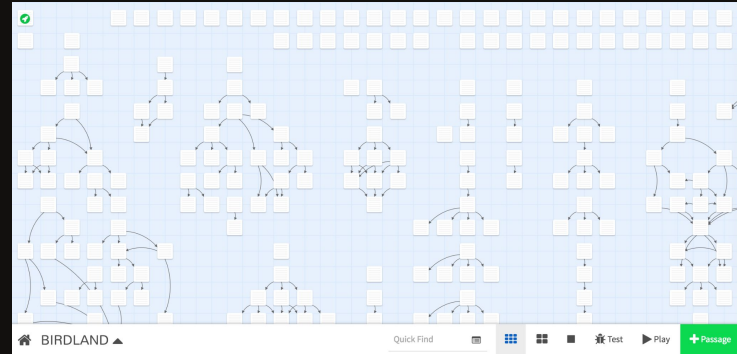 BIRDLAND
Quick Find
Test
Play
Passage